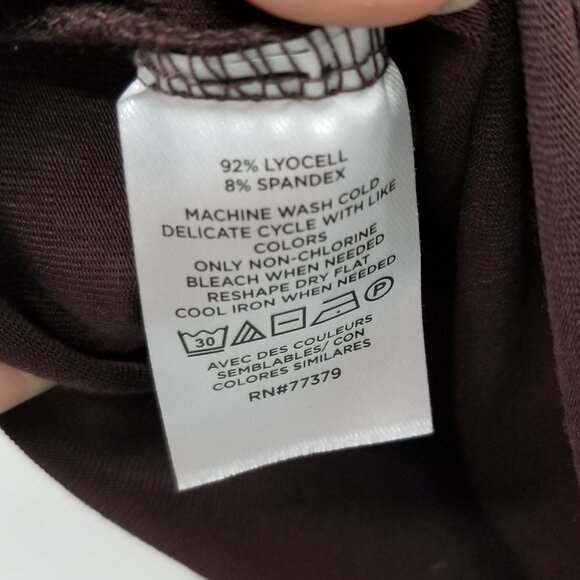 92% LYOCELL
8% SPANDEX
MACHINE WASH COLD
DELICATE CYCLE WITH LIKE
COLORS
ONLY NON-CHLORINE
BLEACH WHEN NEEDED
RESHAPE DRY FLAT
COOL IRON WHEN NEEDED
30 P
AVEC DES COULEURS
SEMBLABLES/ CON
COLORES SIMILARES
RN#77379